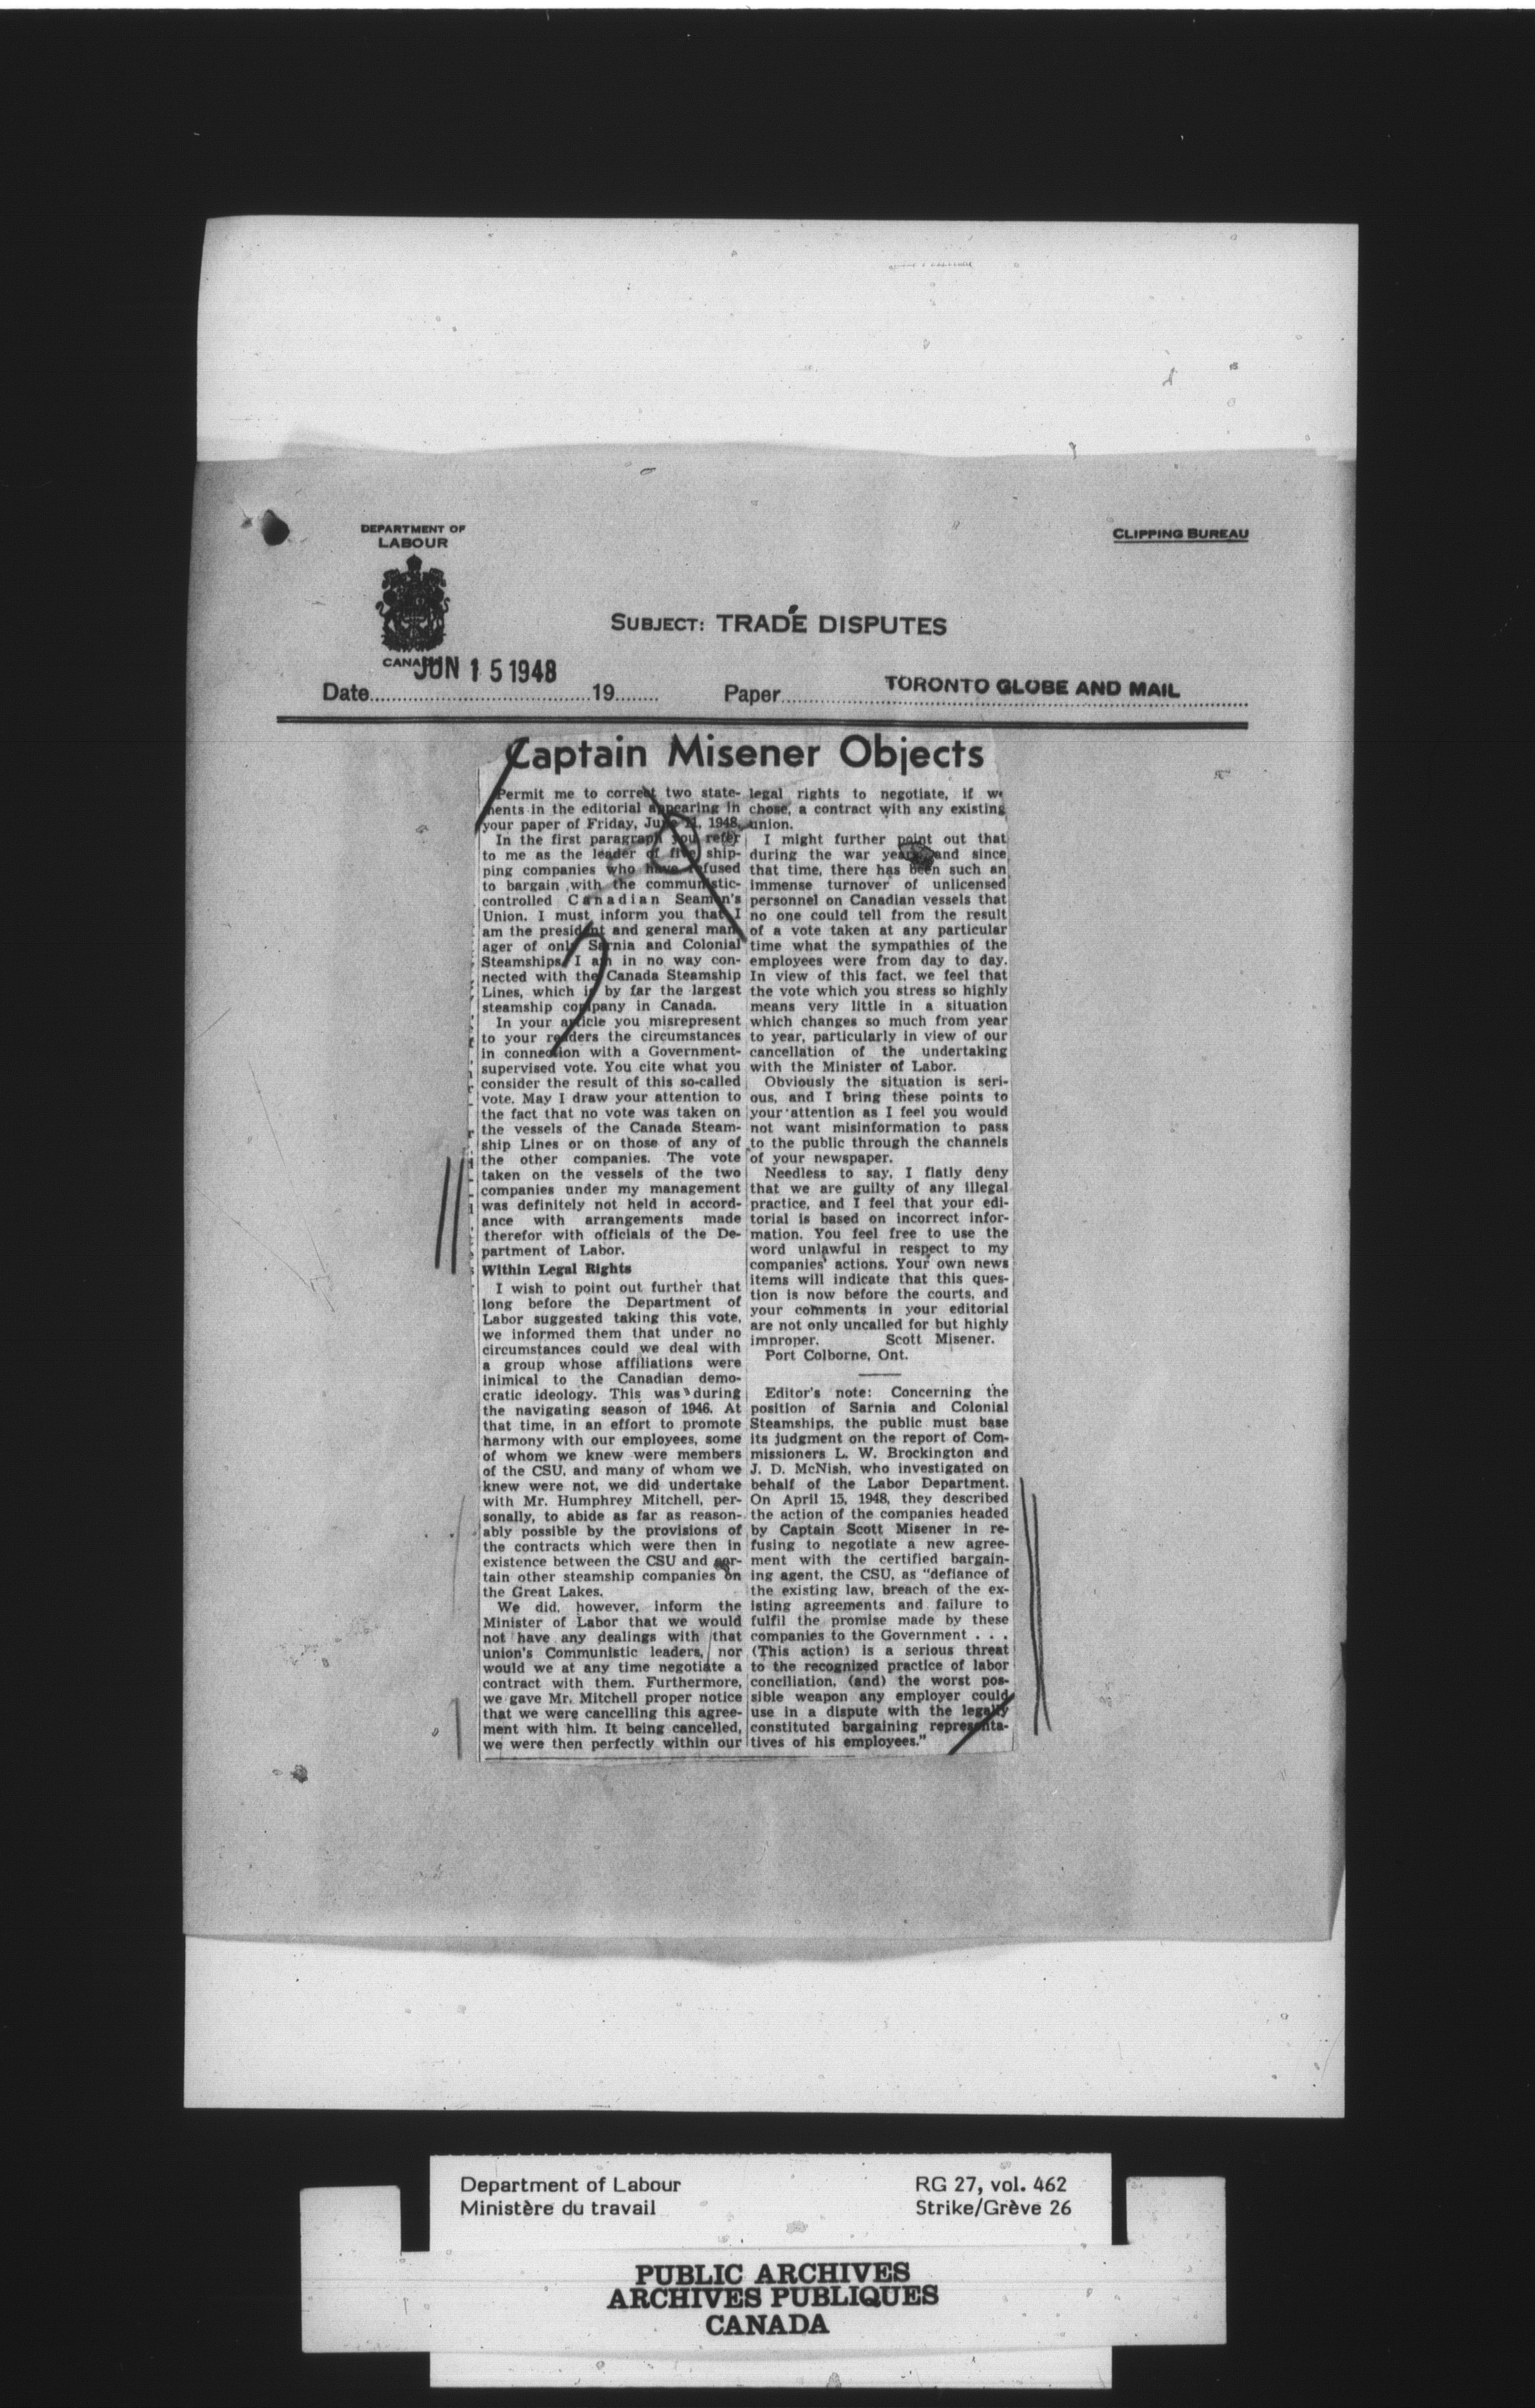 DEPARTMENT OF
LABOUR
CANADA
CLIPPING BUREAU
SUBJECT: TRADE DISPUTES
JUN 15 1948
Date 19
Paper
TORONTO GLOBE AND MAIL
Captain Misener Objects
Permit me to correct two state-
ments in the editorial appearing in
your paper of Friday, June 11, 1948.
In the first paragraph you refer
to me as the leader of five ship-
ping companies who have refused
to bargain with the communistic-
controlled Canadian Seamen's
Union. I must inform you that I
am the president and general man-
ager of only Sarnia and Colonial
Steamships. I am in no way con-
nected with the Canada Steamship
Lines, which is by far the largest
steamship company in Canada.
In your article you misrepresent
to your readers the circumstances
in connection with a Government-
supervised vote. You cite what you
consider the result of this so-called
vote. May I draw your attention to
the fact that no vote was taken on
the vessels of the Canada Steam-
ship Lines or on those of any of
the other companies. The vote
taken on the vessels of the two
companies under my management
was definitely not held in accord-
ance with arrangements made
therefor with officials of the De-
partment of Labor.
Within Legal Rights
I wish to point out further that
long before the Department of
Labor suggested taking this vote,
we informed them that under no
circumstances could we deal with
a group whose affiliations were
inimical to the Canadian demo-
cratic ideology. This was during
the navigating season of 1946. At
that time, in an effort to promote
harmony with our employees, some
of whom we knew were members
of the CSU, and many of whom we
knew were not, we did undertake
with Mr. Humphrey Mitchell, per-
sonally, to abide as far as reason-
ably possible by the provisions of
the contracts which were then in
existence between the CSU and cer-
tain other steamship companies on
the Great Lakes.
We did, however, inform the
Minister of Labor that we would
not have any dealings with that
union's Communistic leaders, nor
would we at any time negotiate a
contract with them. Furthermore,
we gave Mr. Mitchell proper notice
that we were cancelling this agree-
ment with him. It being cancelled,
we were then perfectly within our
legal rights to negotiate, if we
chose, a contract with any existing
union.
I might further point out that
during the war years and since
that time, there has been such an
immense turnover of unlicensed
personnel on Canadian vessels that
no one could tell from the result
of a vote taken at any particular
time what the sympathies of the
employees were from day to day.
In view of this fact, we feel that
the vote which you stress so highly
means very little in a situation
which changes so much from year
to year, particularly in view of our
cancellation of the undertaking
with the Minister of Labor.
Obviously the situation is seri-
ous, and I bring these points to
your attention as I feel you would
not want misinformation to pass
to the public through the channels
of your newspaper.
Needless to say, I flatly deny
that we are guilty of any illegal
practice, and I feel that your edi-
torial is based on incorrect infor-
mation. You feel free to use the
word unlawful in respect to my
companies' actions. Your own news
items will indicate that this ques-
tion is now before the courts, and
your comments in your editorial
are not only uncalled for but highly
improper. Scott Misener.
Port Colborne, Ont.
Editor's note: Concerning the
position of Sarnia and Colonial
Steamships, the public must base
its judgment on the report of Com-
missioners L. W. Brockington and
J. D. McNish, who investigated on
behalf of the Labor Department.
On April 15, 1948, they described
the action of the companies headed
by Captain Scott Misener in re-
fusing to negotiate a new agree-
ment with the certified bargain-
ing agent, the CSU, as "defiance of
the existing law, breach of the ex-
isting agreements and failure to
fulfil the promise made by these
companies to the Government . . .
(This action) is a serious threat
to the recognized practice of labor
conciliation, (and) the worst pos-
sible weapon any employer could
use in a dispute with the legally
constituted bargaining representa-
tives of his employees."
Department of Labour
Ministère du travail
RG 27, vol. 462
Strike/Grève 26
PUBLIC ARCHIVES
ARCHIVES PUBLIQUES
CANADA